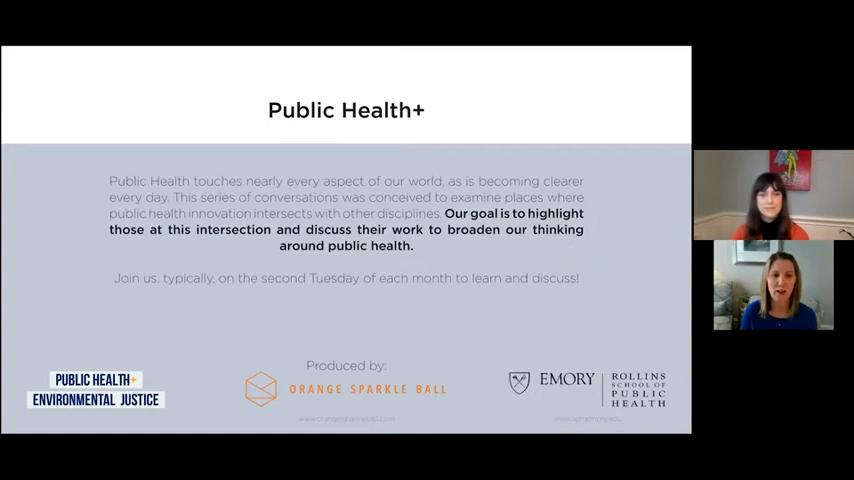 Public Health+
Public Health touches nearly every aspect of our world, as is becoming clearer
every day. This series of conversations was conceived to examine places where
public health innovation intersects with other disciplines. Our goal is to highlight
those at this intersection and discuss their work to broaden our thinking
around public health.
Join us, typically, on the second Tuesday of each month to learn and discuss!
Produced by:
PUBLIC HEALTH+
ENVIRONMENTAL JUSTICE
ORANGE SPARKLE BALL
www.orangesparkleball.com
EMORY
ROLLINS
SCHOOL OF
PUBLIC
HEALTH